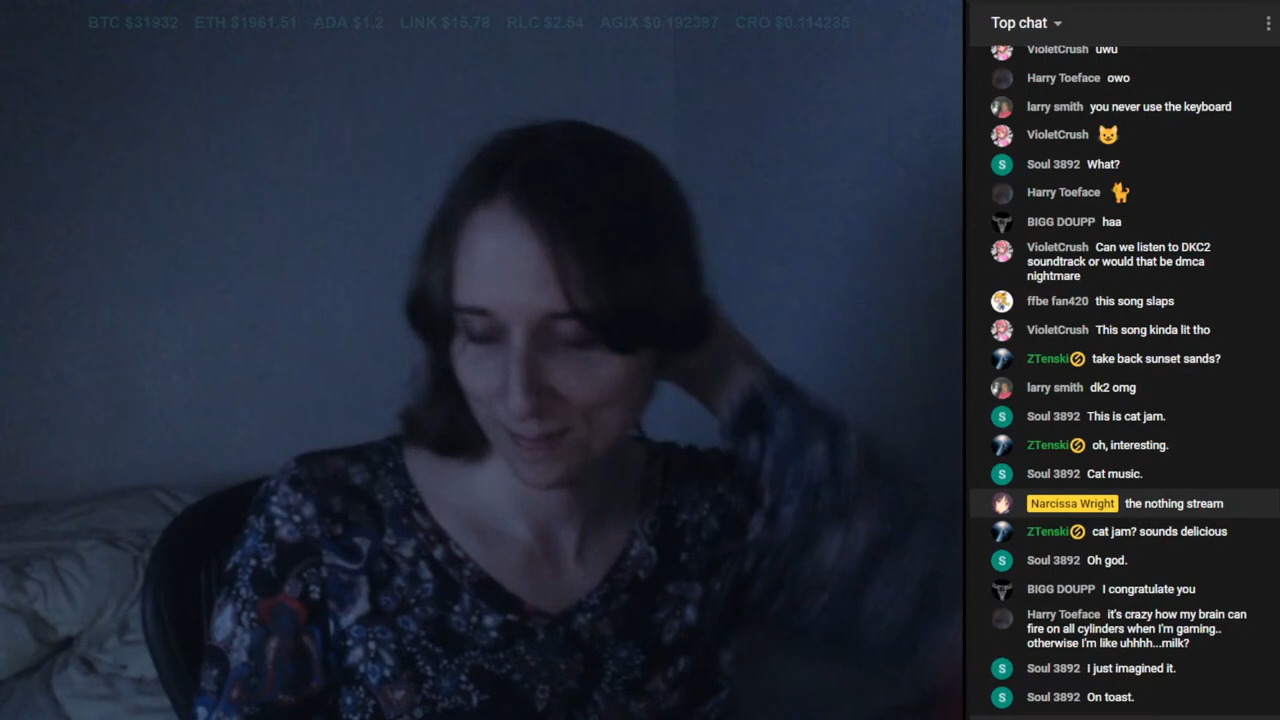 BTC $31932 ETH $1961.51 ADA $1.2 LINK $15.78 RLC $2.54 AGIX $0.192387 CRO $0.114235
Top chat
VioletCrush uwu
Harry Toeface owo
larry smith you never use the keyboard
VioletCrush
S Soul 3892 What?
Harry Toeface
BIGG DOUPP haa
VioletCrush Can we listen to DKC2
soundtrack or would that be dmca
nightmare
ffbe fan420 this song slaps
VioletCrush This song kinda lit tho
ZTenski take back sunset sands?
larry smith dk2 omg
S Soul 3892 This is cat jam.
ZTenski oh, interesting.
S Soul 3892 Cat music.
Narcissa Wright the nothing stream
ZTenski cat jam? sounds delicious
S Soul 3892 Oh god.
BIGG DOUPP I congratulate you
Harry Toeface it's crazy how my brain can
fire on all cylinders when I'm gaming..
otherwise I'm like uhhhh...milk?
S Soul 3892 I just imagined it.
S Soul 3892 On toast.